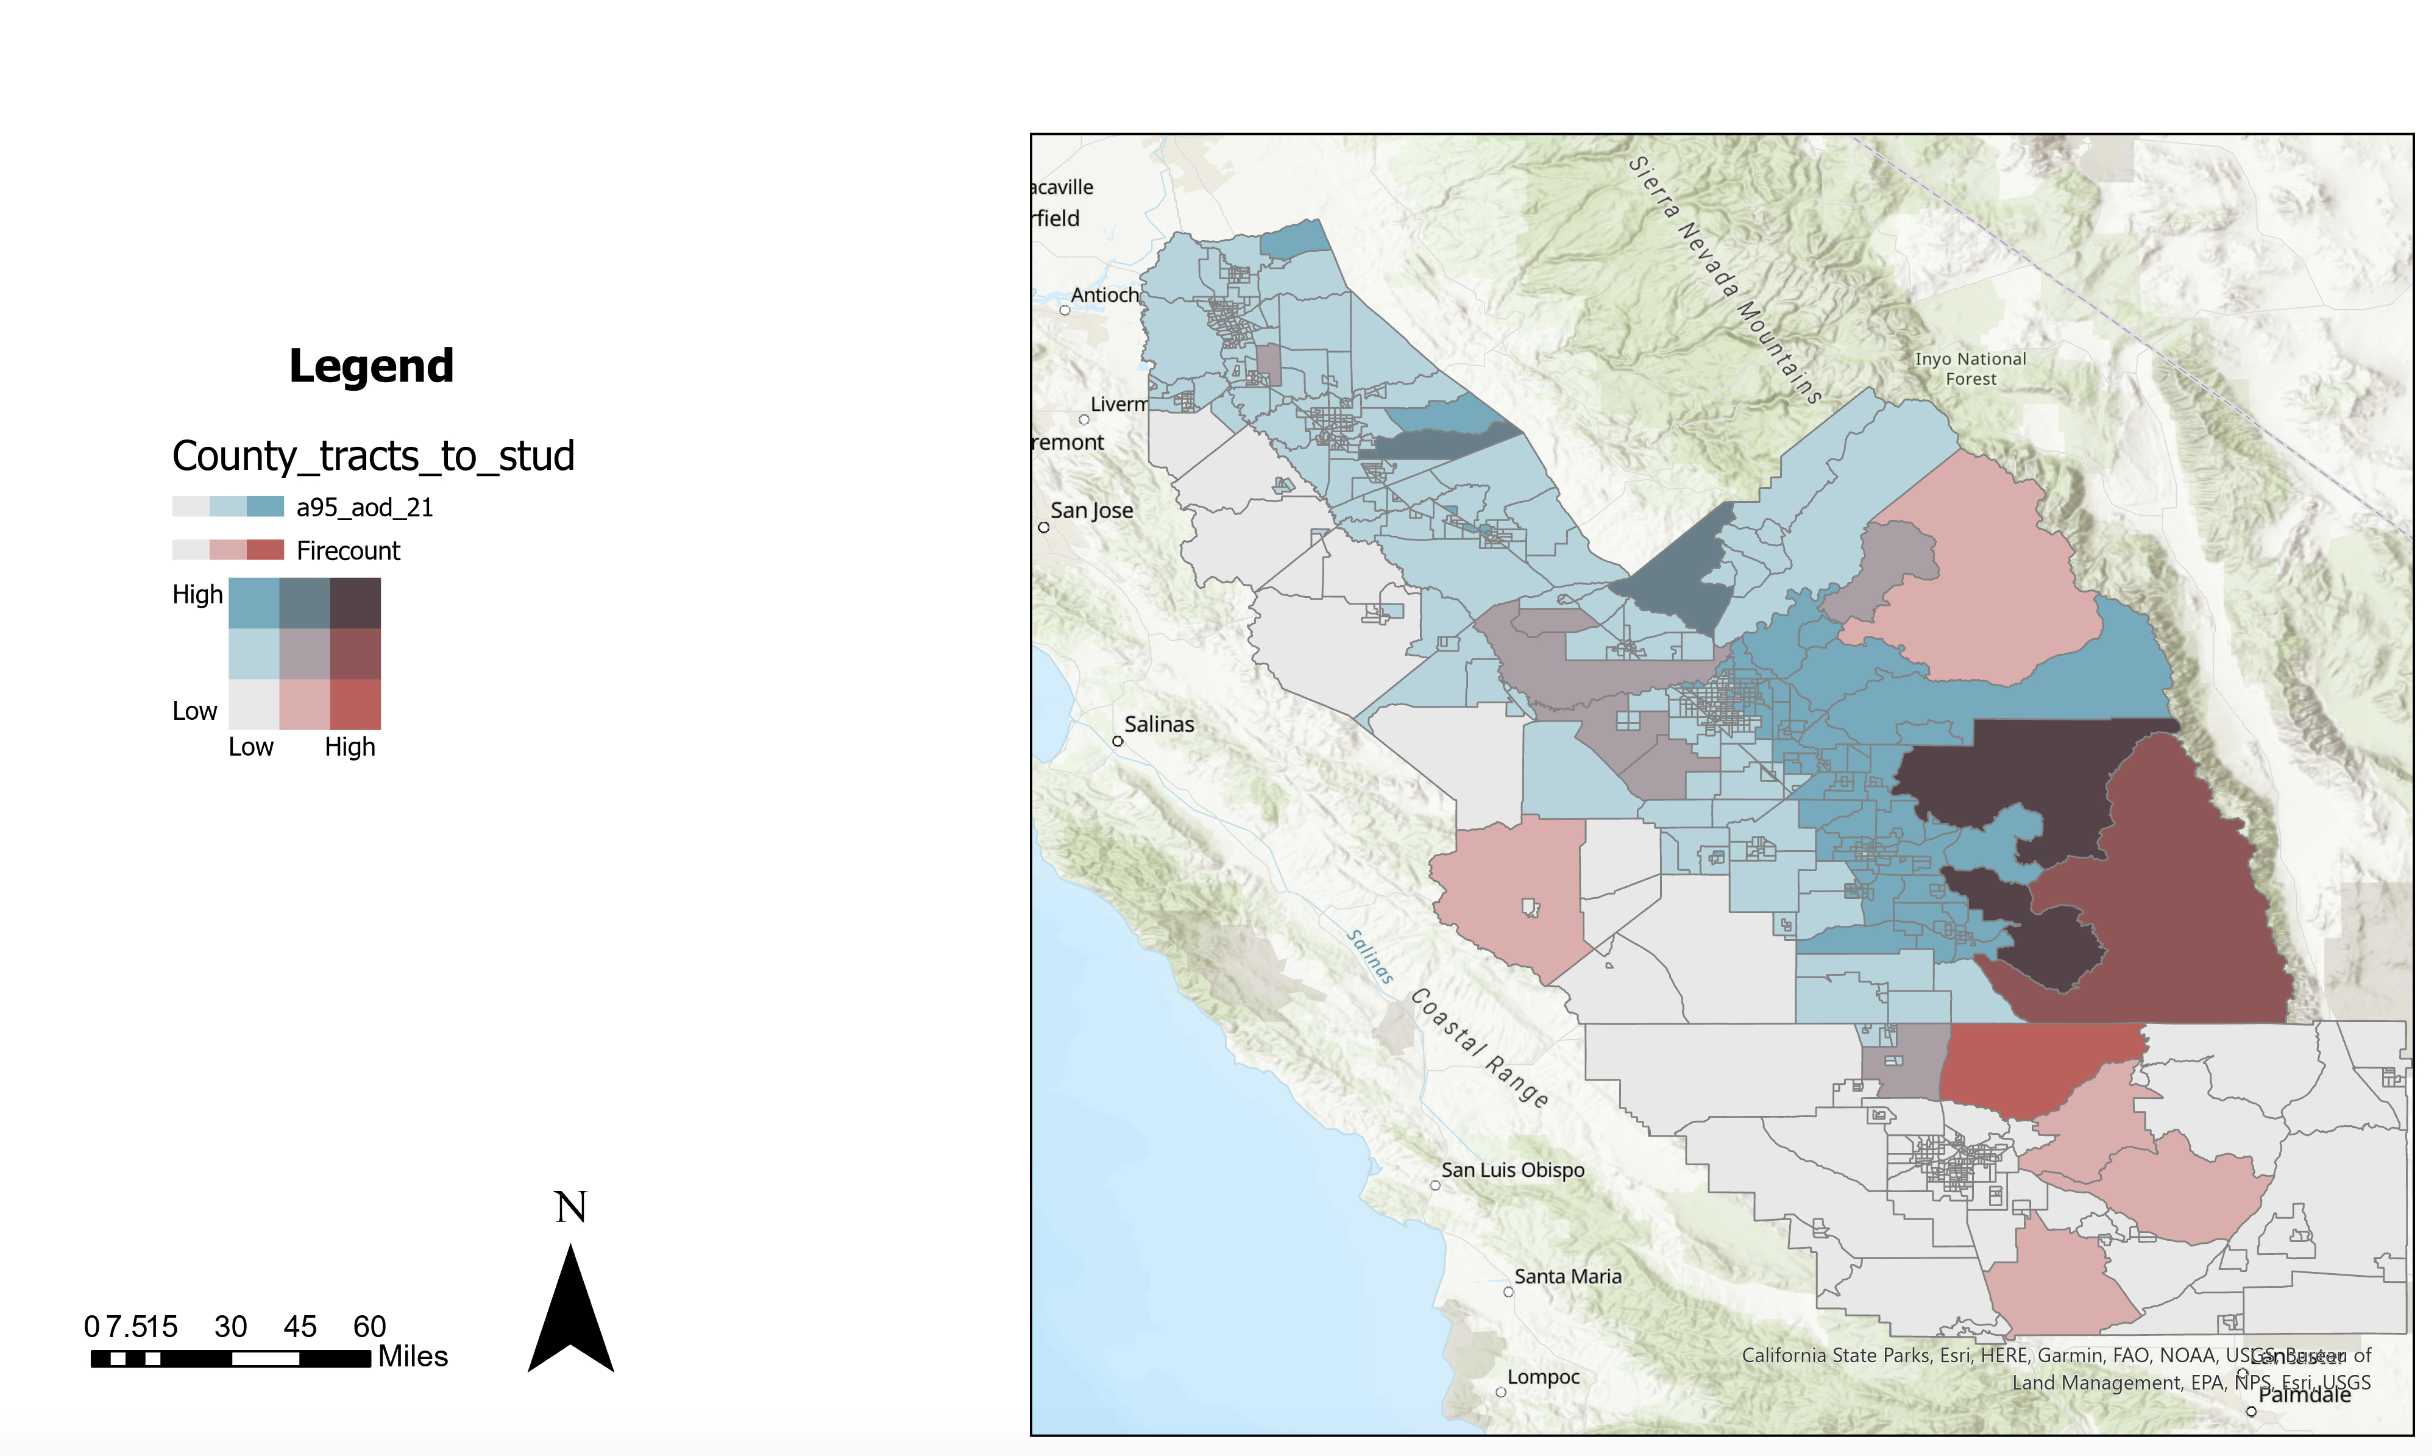 Legend
County_tracts_to_stud
a95_aod_21
Firecount
High
Low
Low High
N
0 7.515 30 45 60
Miles
acaville
rfield
Antioch
Liverm
remont
San Jose
Salinas
Salinas
Coastal Range
San Luis Obispo
Santa Maria
Lompoc
Sierra Nevada Mountains
Inyo National
Forest
Lancaster
Palmdale
California State Parks, Esri, HERE, Garmin, FAO, NOAA, USGS, Bureau of
Land Management, EPA, NPS, Esri, USGS